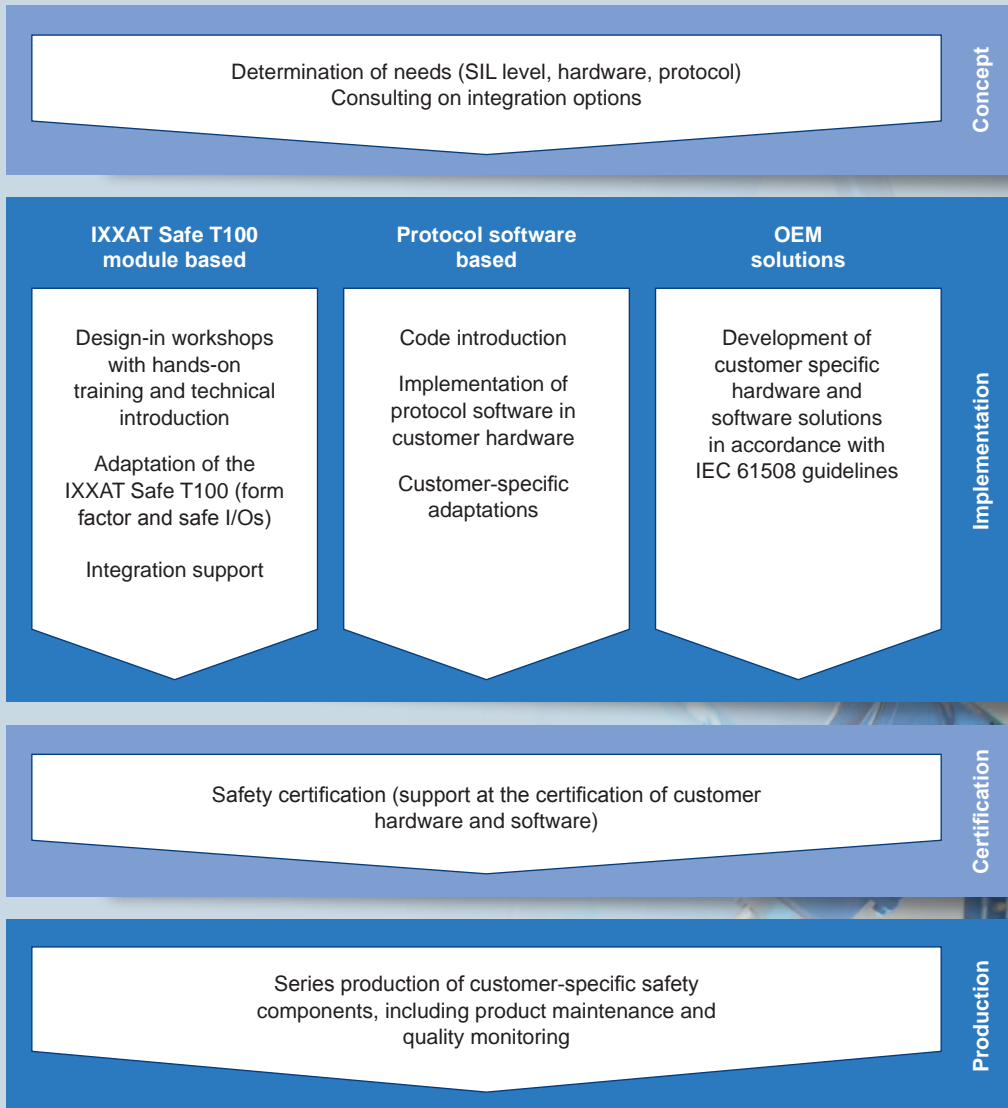 Determination of needs (SIL level, hardware, protocol)
Consulting on integration options
Concept
IXXAT Safe T100
module based
Design-in workshops
with hands-on
training and technical
introduction
Adaptation of the
IXXAT Safe T100 (form
factor and safe I/Os)
Integration support
Protocol software
based
Code introduction
Implementation of
protocol software in
customer hardware
Customer-specific
adaptations
OEM
solutions
Development of
customer specific
hardware and
software solutions
in accordance with
IEC 61508 guidelines
Implementation
Safety certification (support at the certification of customer
hardware and software)
Certification
Series production of customer-specific safety
components, including product maintenance and
quality monitoring
Production